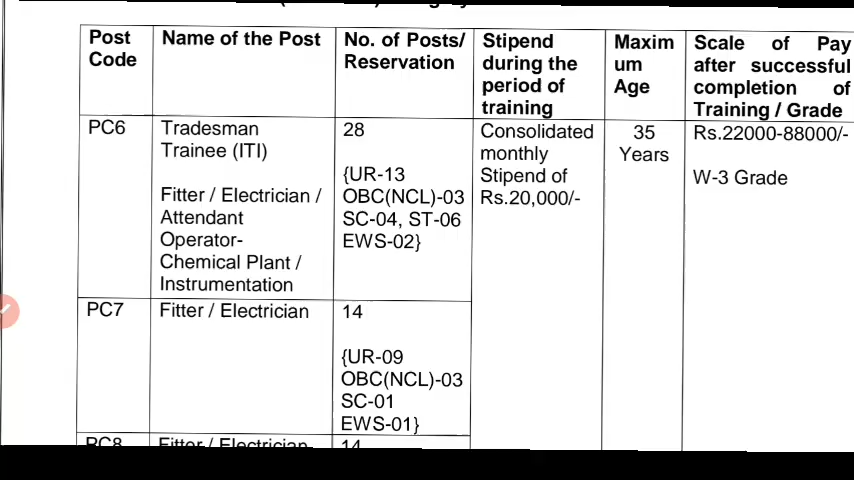 Post Code
Name of the Post
No. of Posts/
Reservation
Stipend
during the
period of
training
Maxim
um
Age
Scale of Pay
after successful
completion of
Training / Grade
PC6
Tradesman
Trainee (ITI)
Fitter / Electrician /
Attendant
Operator-
Chemical Plant /
Instrumentation
28
{UR-13
OBC(NCL)-03
SC-04, ST-06
EWS-02}
Consolidated
monthly
Stipend of
Rs.20,000/-
35
Years
Rs.22000-88000/-
W-3 Grade
PC7
Fitter / Electrician
14
{UR-09
OBC(NCL)-03
SC-01
EWS-01}
PC8
Fitter / Electrician
14